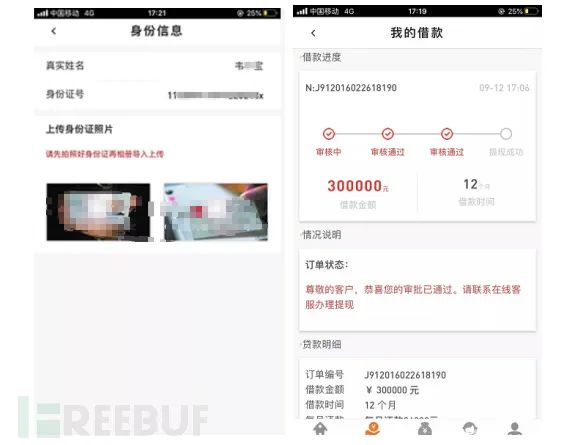 中国移动 4G 17:21 25%
身份信息
真实姓名
身份证号 11
上传身份证照片
请先拍照好身份证再相册导入上传
中国移动 4G 17:19 25%
我的借款
借款进度
N:J912016022618190 09-12 17:06
审核中 审核通过 审核通过 提现成功
300000元 12个月
借款金额 借款时间
情况说明
订单状态:
尊敬的客户，恭喜您的审批已通过。请联系在线客
服办理提现
贷款明细
订单编号 J912016022618190
借款金额 ¥ 300000 元
借款时间 12 个月
REEBUF